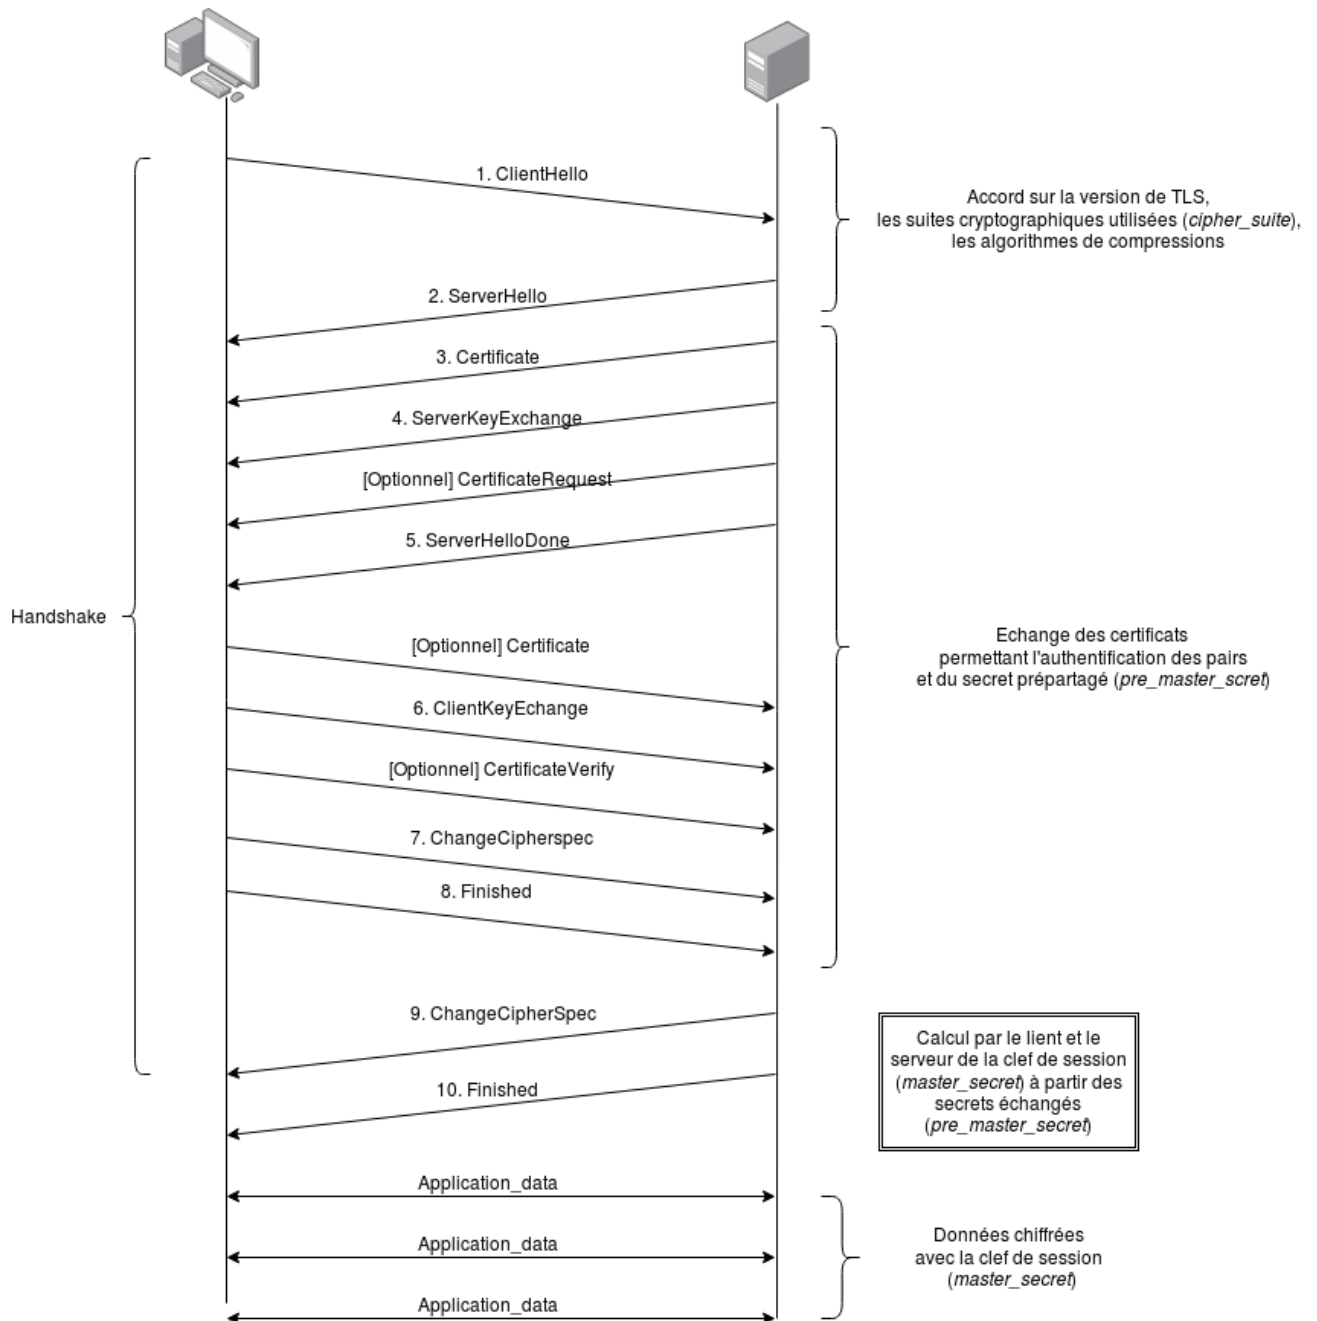 1. ClientHello
Accord sur la version de TLS,
les suites cryptographiques utilisées (cipher_suite),
les algorithmes de compressions
2. ServerHello
3. Certificate
4. ServerKeyExchange
[Optionnel] CertificateRequest
5. ServerHelloDone
Handshake
[Optionnel] Certificate
Echange des certificats
permettant l'authentification des pairs
et du secret prépartagé (pre_master_scret)
6. ClientKeyEchange
[Optionnel] CertificateVerify
7. ChangeCipherspec
8. Finished
9. ChangeCipherSpec
Calcul par le lient et le
serveur de la clef de session
(master_secret) à partir des
secrets échangés
(pre_master_secret)
10. Finished
Application_data
Application_data
Données chiffrées
avec la clef de session
(master_secret)
Application_data